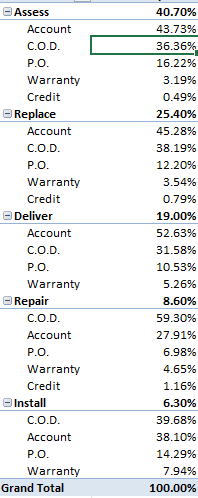 Assess 40.70%
Account 43.73%
C.O.D. 36.36%
P.O. 16.22%
Warranty 3.19%
Credit 0.49%
Replace 25.40%
Account 45.28%
C.O.D. 38.19%
P.O. 12.20%
Warranty 3.54%
Credit 0.79%
Deliver 19.00%
Account 52.63%
C.O.D. 31.58%
P.O. 10.53%
Warranty 5.26%
Repair 8.60%
C.O.D. 59.30%
Account 27.91%
P.O. 6.98%
Warranty 4.65%
Credit 1.16%
Install 6.30%
C.O.D. 39.68%
Account 38.10%
P.O. 14.29%
Warranty 7.94%
Grand Total 100.00%